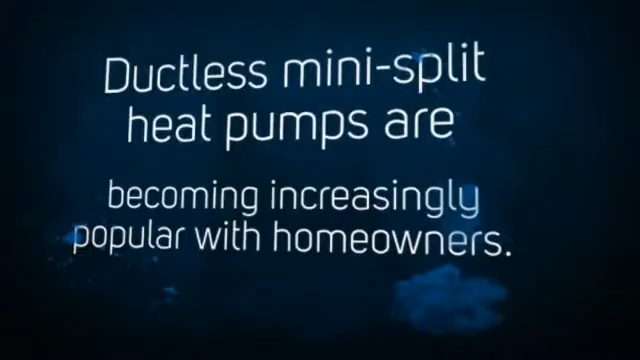 Ductless mini-split
heat pumps are
becoming increasingly
popular with homeowners.